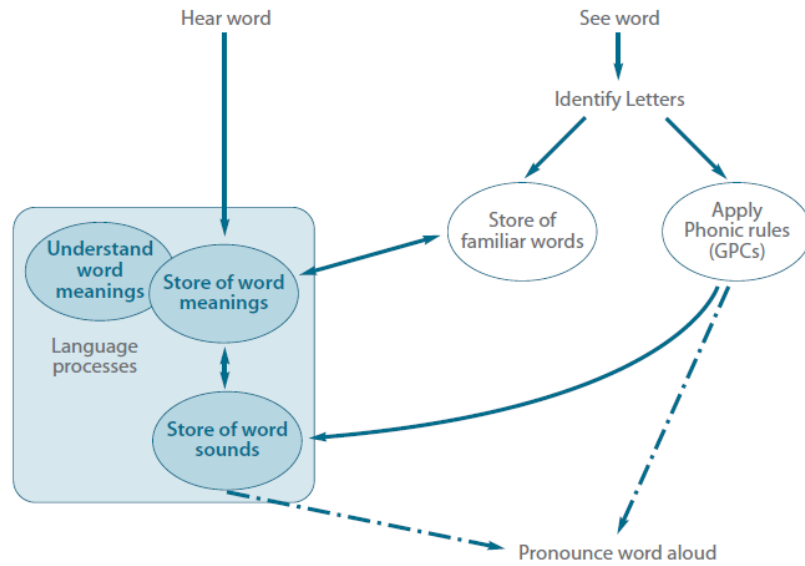 Hear word
See word
Identify Letters
Store of
familiar words
Apply
Phonic rules
(GPCs)
Understand
word
meanings
Store of word
meanings
Language
processes
Store of word
sounds
Pronounce word aloud